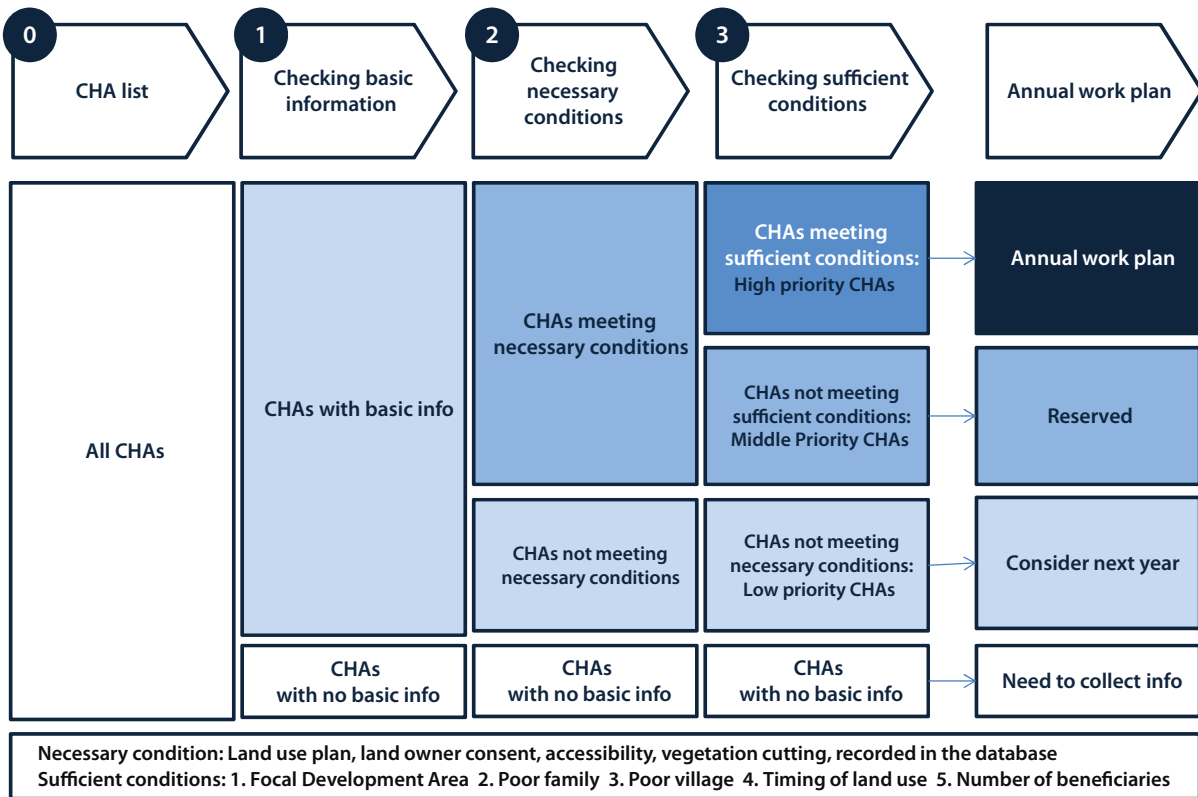 0
CHA list
1
Checking basic
information
2
Checking
necessary
conditions
3
Checking sufficient
conditions
Annual work plan
All CHAs
CHAs with basic info
CHAs
with no basic info
CHAs meeting
necessary conditions
CHAs not meeting
necessary conditions
CHAs
with no basic info
CHAs meeting
sufficient conditions:
High priority CHAs
CHAs not meeting
sufficient conditions:
Middle Priority CHAs
CHAs not meeting
necessary conditions:
Low priority CHAs
CHAs
with no basic info
Annual work plan
Reserved
Consider next year
Need to collect info
Necessary condition: Land use plan, land owner consent, accessibility, vegetation cutting, recorded in the database
Sufficient conditions: 1. Focal Development Area 2. Poor family 3. Poor village 4. Timing of land use 5. Number of beneficiaries